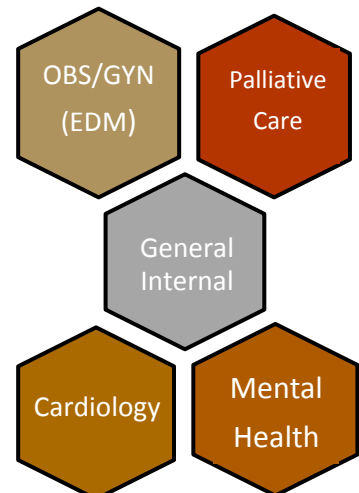 OBS/GYN
(EDM)
Palliative
Care
General
Internal
Cardiology
Mental
Health